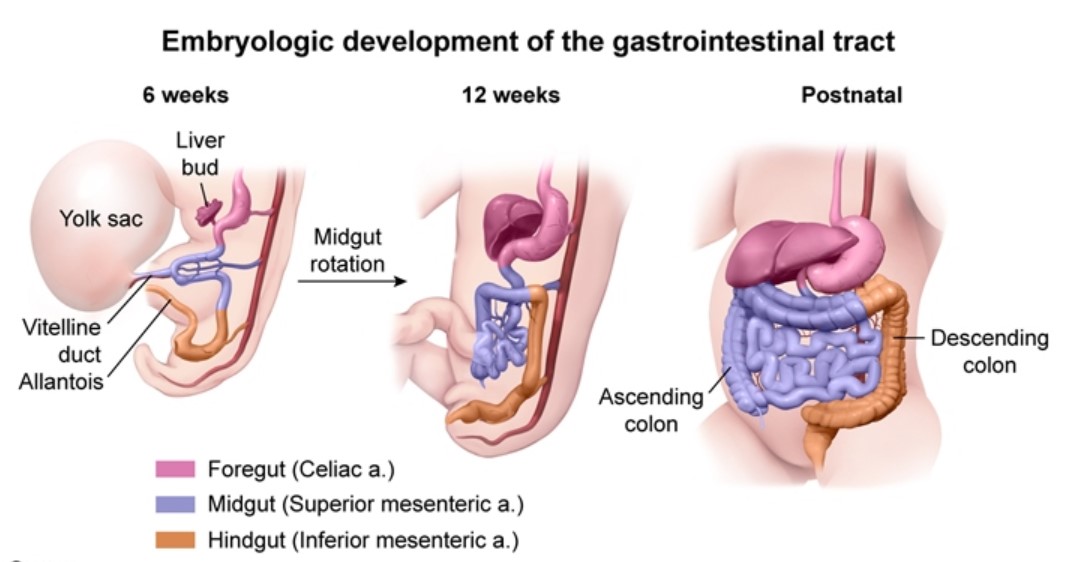 Embryologic development of the gastrointestinal tract
6 weeks
12 weeks
Postnatal
Liver
bud
Yolk sac
Midgut
rotation
Vitelline
duct
Allantois
Ascending
colon
Descending
colon
Foregut (Celiac a.)
Midgut (Superior mesenteric a.)
Hindgut (Inferior mesenteric a.)